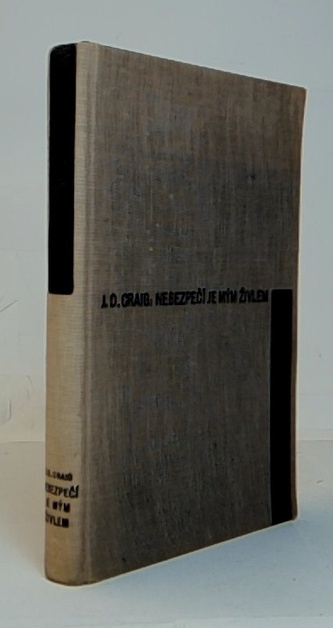 J. D. CRAIG: NEBEZPEČÍ JE MÝM ŽIVLEM
J.D. CRAIG
NEBEZPEČÍ
JE MÝM
ŽIVLEM